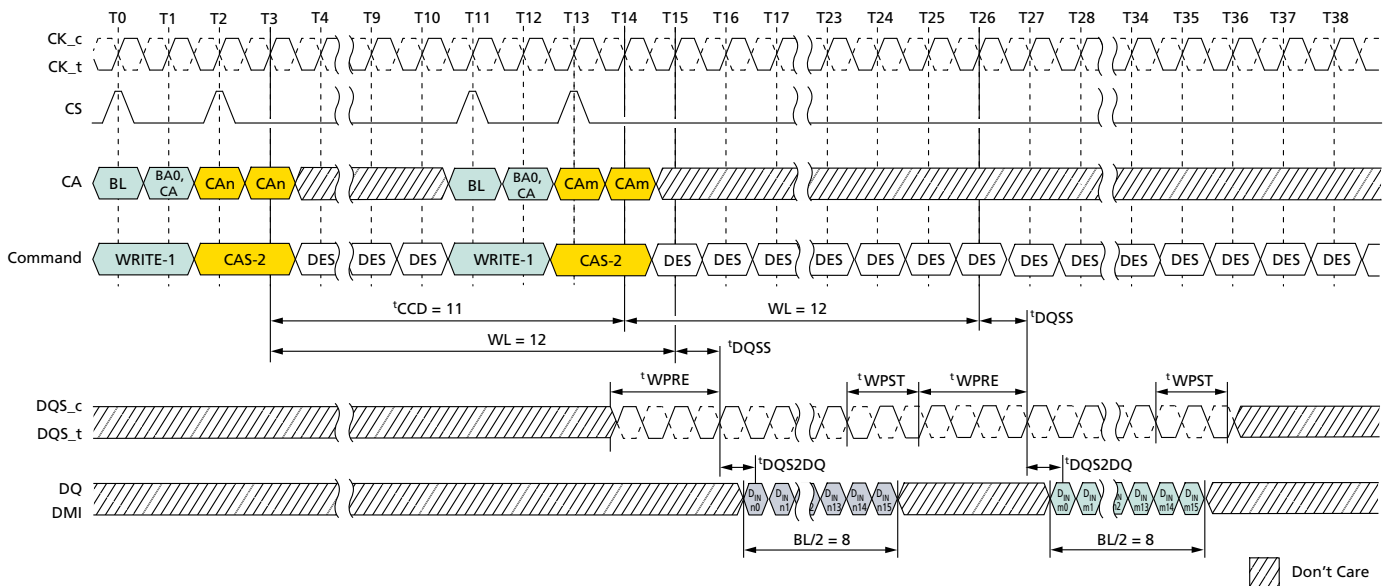 T0 T1 T2 T3 T4 T9 T10 T11 T12 T13 T14 T15 T16 T17 T23 T24 T25 T26 T27 T28 T34 T35 T36 T37 T38
CK_c
CK_t
CS
CA BL BA0, CA CAn CAn BL BA0, CA CAm CAm
Command WRITE-1 CAS-2 DES DES DES WRITE-1 CAS-2 DES DES DES DES DES DES DES DES DES DES DES DES DES DES
tCCD = 11 WL = 12 tDQSS
WL = 12 tDQSS
tWPRE tWPST tWPRE tWPST
DQS_c
DQS_t
tDQS2DQ tDQS2DQ
DQ DIN n0 DIN n1 DIN n13 DIN n14 DIN n15 DIN m0 DIN m1 DIN m13 DIN m14 DIN m15
DMI
BL/2 = 8 BL/2 = 8
Don't Care